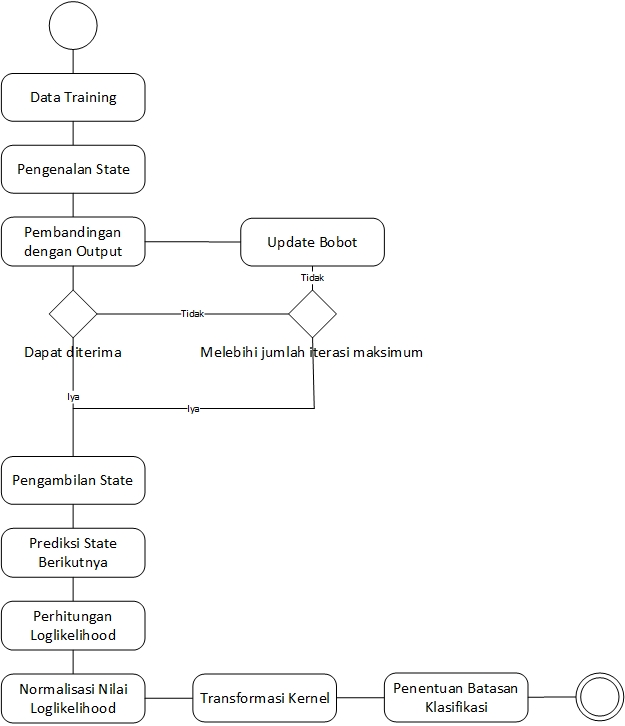 Data Training
Pengenalan State
Pembandingan
dengan Output
Update Bobot
Tidak
Tidak
Dapat diterima
Melebihi jumlah iterasi maksimum
Iya
Iya
Pengambilan State
Prediksi State
Berikutnya
Perhitungan
Loglikelihood
Normalisasi Nilai
Loglikelihood
Transformasi Kernel
Penentuan Batasan
Klasifikasi